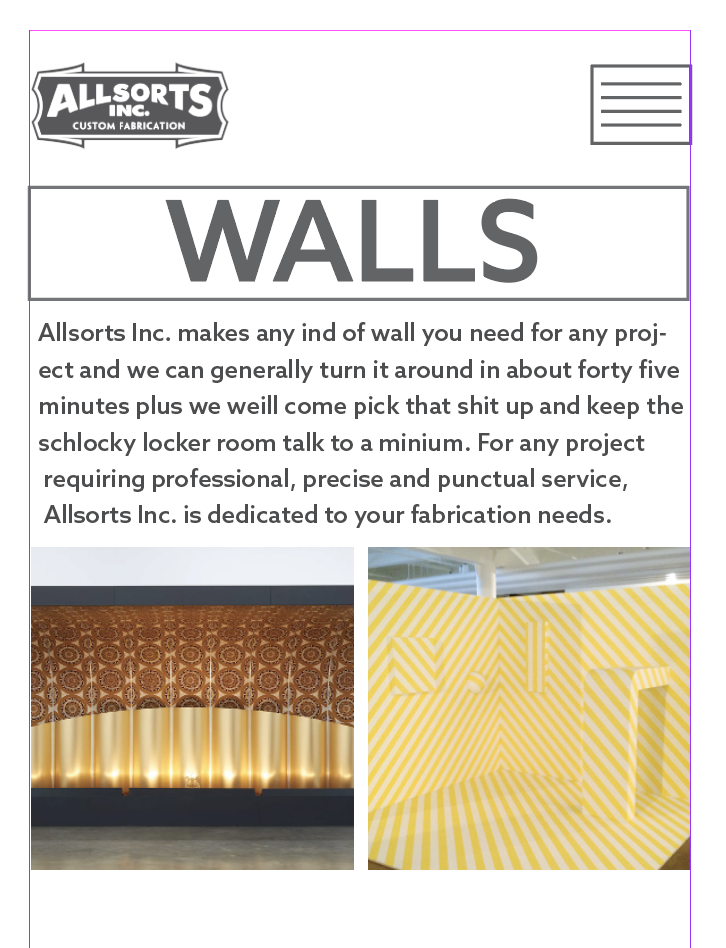 ALLSORTS
INC.
CUSTOM FABRICATION
WALLS
Allsorts Inc. makes any ind of wall you need for any proj-
ect and we can generally turn it around in about forty five
minutes plus we weill come pick that shit up and keep the
schlocky locker room talk to a minium. For any project
requiring professional, precise and punctual service,
Allsorts Inc. is dedicated to your fabrication needs.